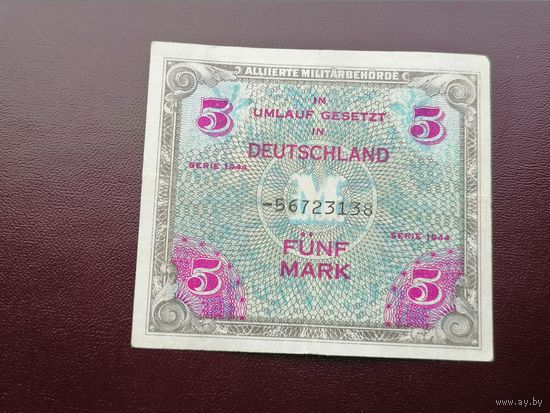 ALLIIERTE MILITÄRBEHÖRDE
5 5
IN
UMLAUF GESETZT
IN
DEUTSCHLAND
SERIE 1944
M
-56723138
SERIE 1944
FÜNF
MARK
5 5
www.ay.by